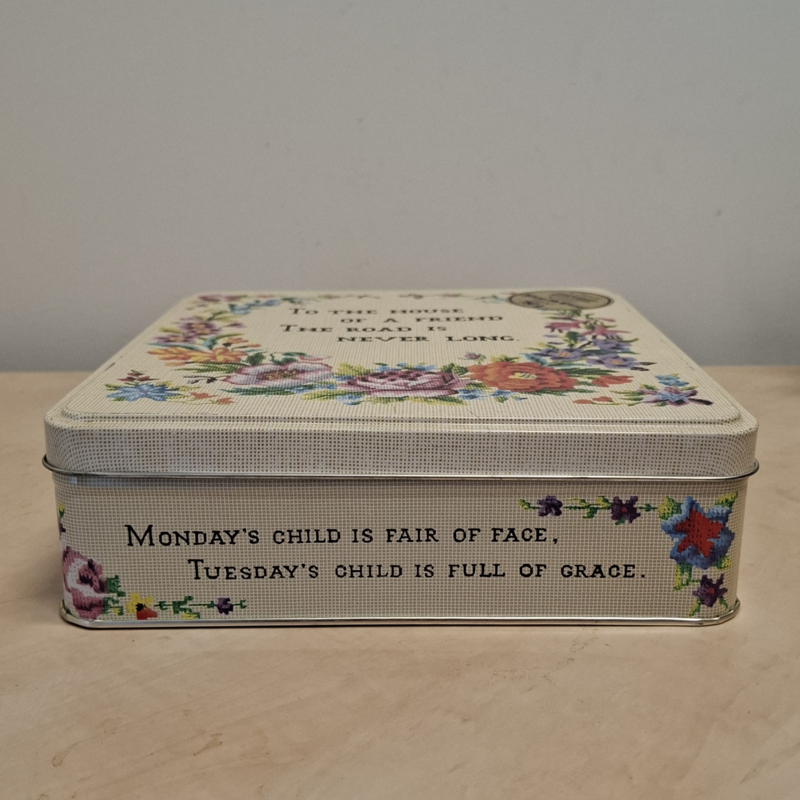 To the house
of a friend
The road is
never long.
Monday's child is fair of face,
Tuesday's child is full of grace.